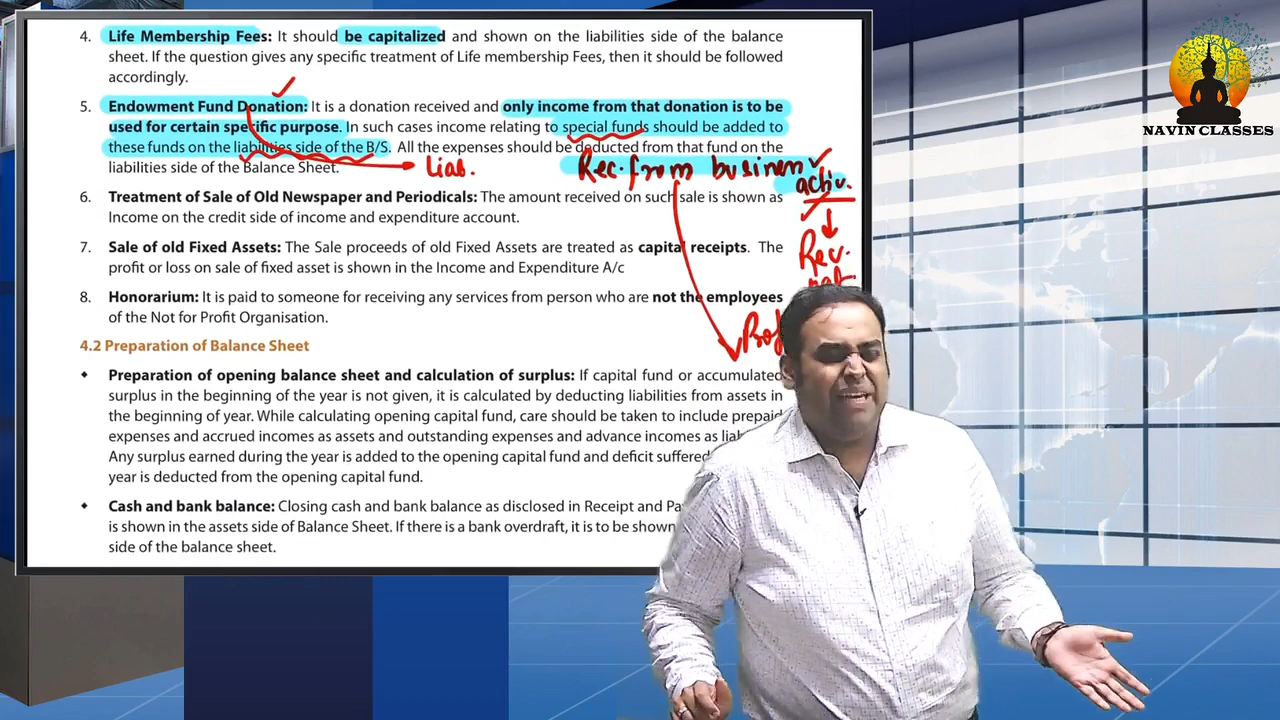 4. Life Membership Fees: It should be capitalized and shown on the liabilities side of the balance
sheet. If the question gives any specific treatment of Life membership Fees, then it should be followed
accordingly.
5. Endowment Fund Donation: It is a donation received and only income from that donation is to be
used for certain specific purpose. In such cases income relating to special funds should be added to
these funds on the liabilities side of the B/S. All the expenses should be deducted from that fund on the
liabilities side of the Balance Sheet.
Liab.
Rec. from business
activ.
Rev.
6. Treatment of Sale of Old Newspaper and Periodicals: The amount received on such sale is shown as
Income on the credit side of income and expenditure account.
7. Sale of old Fixed Assets: The Sale proceeds of old Fixed Assets are treated as capital receipts. The
profit or loss on sale of fixed asset is shown in the Income and Expenditure A/c
8. Honorarium: It is paid to someone for receiving any services from person who are not the employees
of the Not for Profit Organisation.
4.2 Preparation of Balance Sheet
◆ Preparation of opening balance sheet and calculation of surplus: If capital fund or accumulated
surplus in the beginning of the year is not given, it is calculated by deducting liabilities from assets in
the beginning of year. While calculating opening capital fund, care should be taken to include prepaid
expenses and accrued incomes as assets and outstanding expenses and advance incomes as
Any surplus earned during the year is added to the opening capital fund and deficit suffered
year is deducted from the opening capital fund.
◆ Cash and bank balance: Closing cash and bank balance as disclosed in Receipt and
is shown in the assets side of Balance Sheet. If there is a bank overdraft, it is to be shown
side of the balance sheet.
NAVIN CLASSES